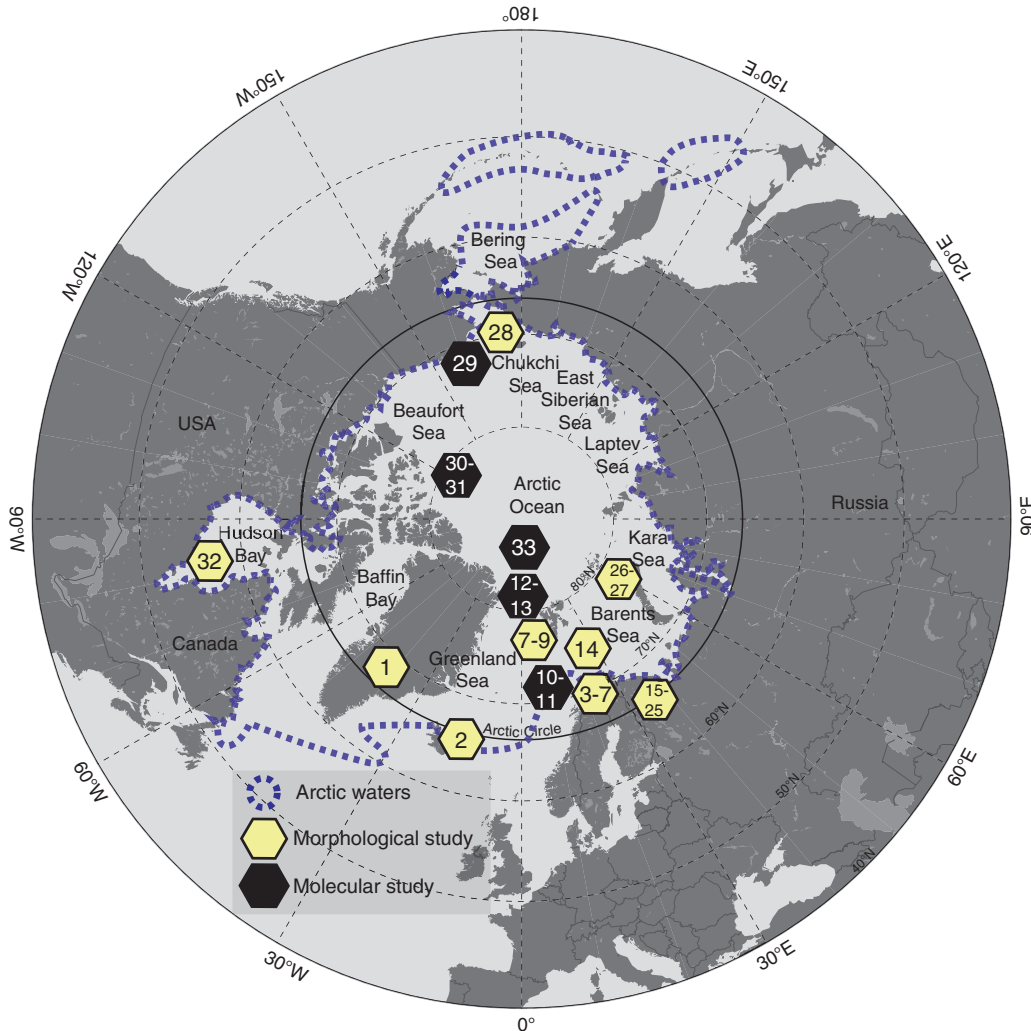 180°
150°W
150°E
120°W
120°E
Bering
Sea
28
29
Chukchi
Sea
East
Siberian
Sea
USA
Beaufort
Sea
Laptev
Sea
30-
31
Arctic
Ocean
Russia
90°W
90°E
Hudson
Bay
32
33
Kara
Sea
80°N
26-
27
Baffin
Bay
12-
13
Barents
Sea
Canada
7-9
14
70°N
1
Greenland
Sea
10-
11
3-7
15-
25
60°N
2
Arctic Circle
60°W
60°E
50°N
40°N
Arctic waters
Morphological study
Molecular study
30°W
30°E
0°